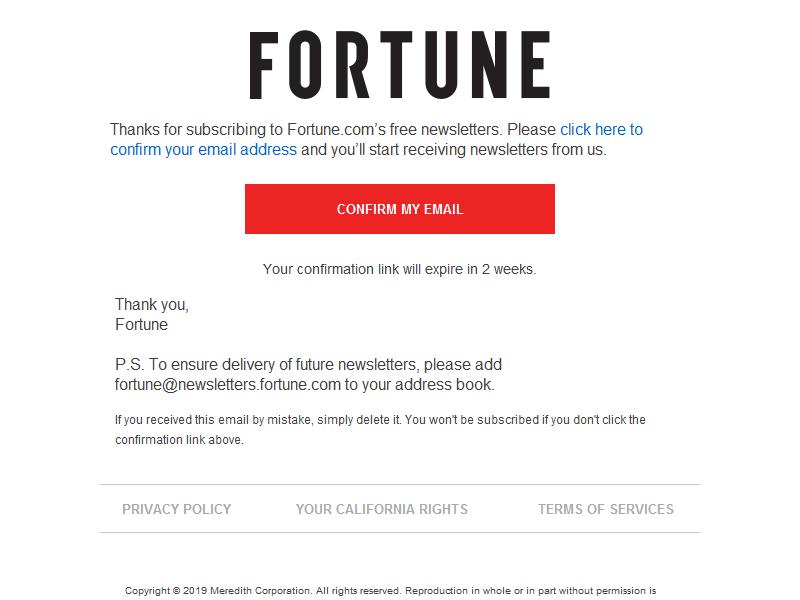 FORTUNE
Thanks for subscribing to Fortune.com’s free newsletters. Please click here to
confirm your email address and you’ll start receiving newsletters from us.
CONFIRM MY EMAIL
Your confirmation link will expire in 2 weeks.
Thank you,
Fortune
P.S. To ensure delivery of future newsletters, please add
fortune@newsletters.fortune.com to your address book.
If you received this email by mistake, simply delete it. You won't be subscribed if you don't click the
confirmation link above.
PRIVACY POLICY YOUR CALIFORNIA RIGHTS TERMS OF SERVICES
Copyright © 2019 Meredith Corporation. All rights reserved. Reproduction in whole or in part without permission is